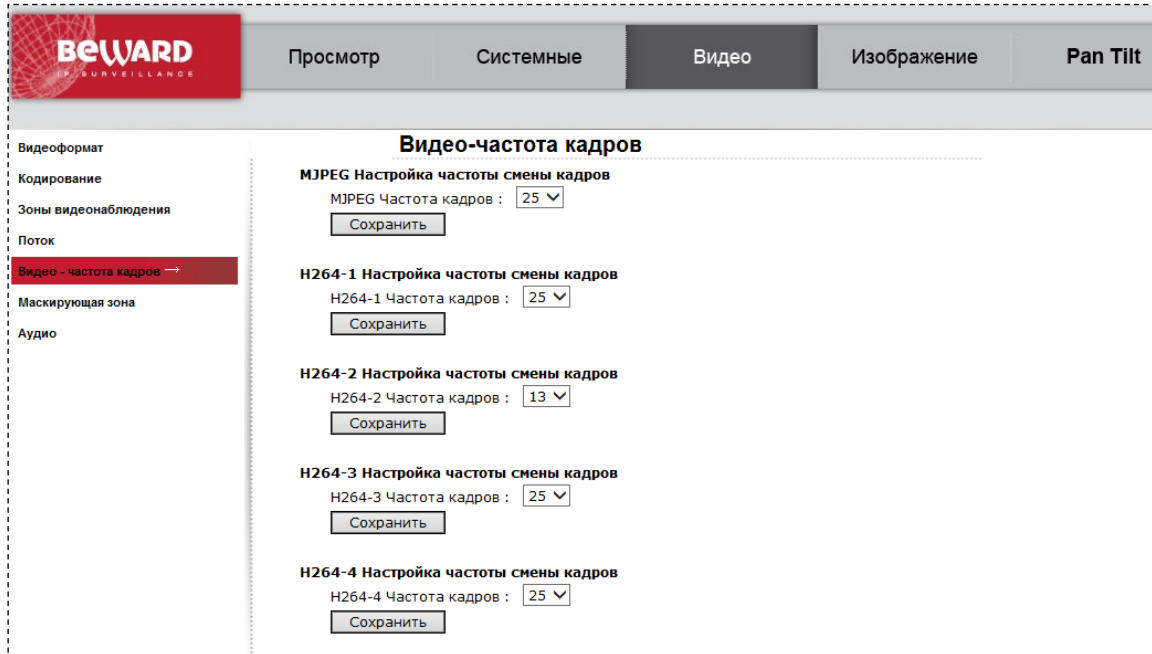 BEWARD
IP SURVEILLANCE
Просмотр Системные Видео Изображение Pan Tilt
Видеоформат
Кодирование
Зоны видеонаблюдения
Поток
Видео - частота кадров →
Маскирующая зона
Аудио
Видео-частота кадров
MJPEG Настройка частоты смены кадров
MJPEG Частота кадров : 25
Сохранить
H264-1 Настройка частоты смены кадров
H264-1 Частота кадров : 25
Сохранить
H264-2 Настройка частоты смены кадров
H264-2 Частота кадров : 13
Сохранить
H264-3 Настройка частоты смены кадров
H264-3 Частота кадров : 25
Сохранить
H264-4 Настройка частоты смены кадров
H264-4 Частота кадров : 25
Сохранить